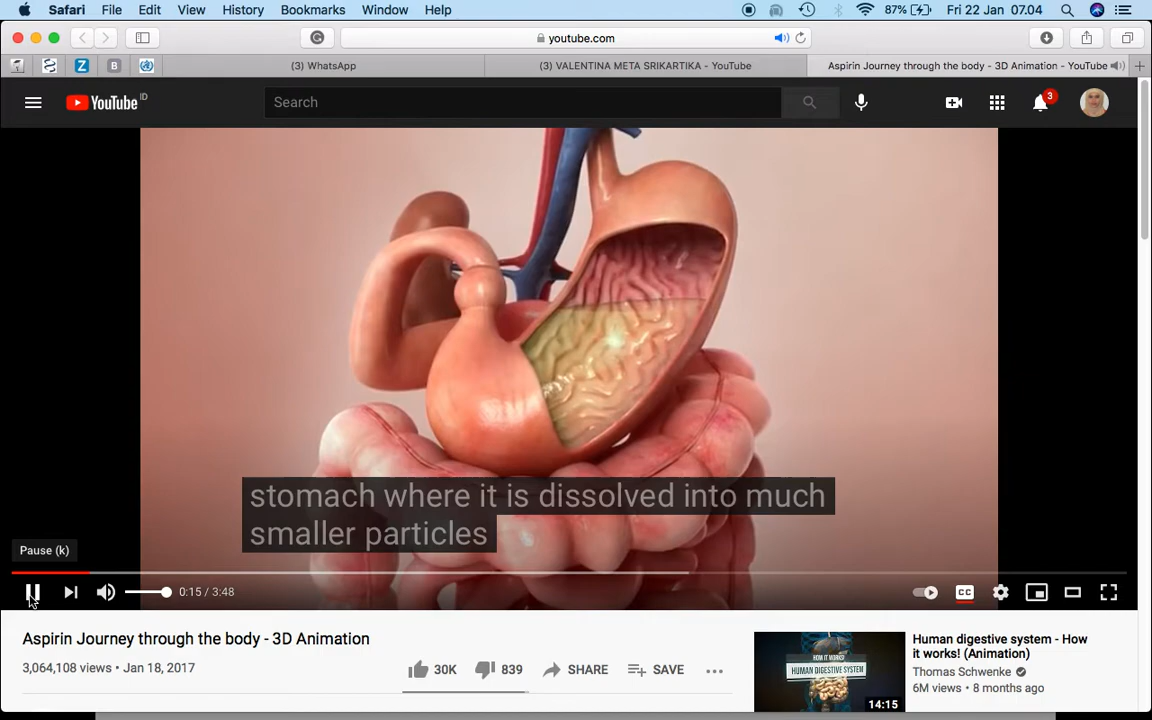 Safari File Edit View History Bookmarks Window Help 87% Fri 22 Jan 07.04
youtube.com
Z B (3) WhatsApp (3) VALENTINA META SRIKARTIKA - YouTube Aspirin Journey through the body - 3D Animation - YouTube
YouTube ID Search 3
stomach where it is dissolved into much
smaller particles
Pause (k)
0:15 / 3:48 CC
Aspirin Journey through the body - 3D Animation
3,064,108 views • Jan 18, 2017 30K 839 SHARE SAVE
HOW IT WORKS!
HUMAN DIGESTIVE SYSTEM
14:15
Human digestive system - How
it works! (Animation)
Thomas Schwenke
6M views • 8 months ago